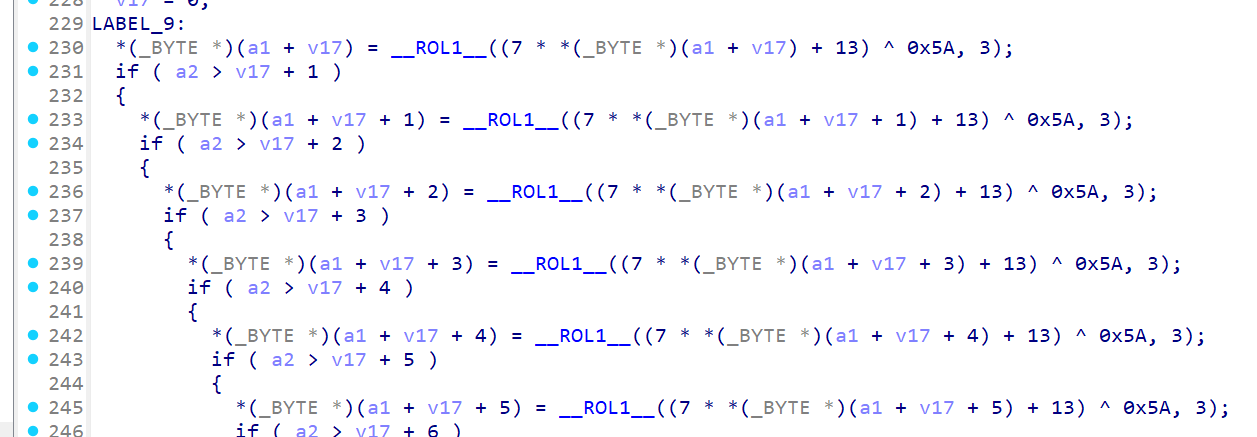 228   v17 = 0;
229 LABEL_9:
230   *(_BYTE *)(a1 + v17) = __ROL1__((7 * *(_BYTE *)(a1 + v17) + 13) ^ 0x5A, 3);
231   if ( a2 > v17 + 1 )
232   {
233     *(_BYTE *)(a1 + v17 + 1) = __ROL1__((7 * *(_BYTE *)(a1 + v17 + 1) + 13) ^ 0x5A, 3);
234     if ( a2 > v17 + 2 )
235     {
236       *(_BYTE *)(a1 + v17 + 2) = __ROL1__((7 * *(_BYTE *)(a1 + v17 + 2) + 13) ^ 0x5A, 3);
237       if ( a2 > v17 + 3 )
238       {
239         *(_BYTE *)(a1 + v17 + 3) = __ROL1__((7 * *(_BYTE *)(a1 + v17 + 3) + 13) ^ 0x5A, 3);
240         if ( a2 > v17 + 4 )
241         {
242           *(_BYTE *)(a1 + v17 + 4) = __ROL1__((7 * *(_BYTE *)(a1 + v17 + 4) + 13) ^ 0x5A, 3);
243           if ( a2 > v17 + 5 )
244           {
245             *(_BYTE *)(a1 + v17 + 5) = __ROL1__((7 * *(_BYTE *)(a1 + v17 + 5) + 13) ^ 0x5A, 3);
246             if ( a2 > v17 + 6 )